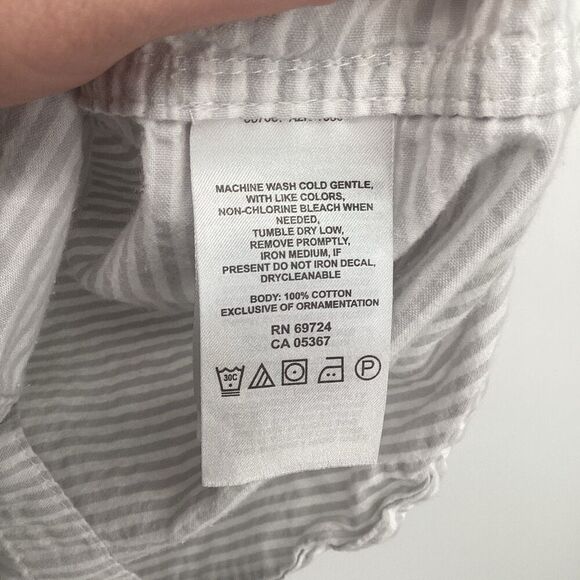 MACHINE WASH COLD GENTLE,
WITH LIKE COLORS,
NON-CHLORINE BLEACH WHEN
NEEDED,
TUMBLE DRY LOW,
REMOVE PROMPTLY,
IRON MEDIUM, IF
PRESENT DO NOT IRON DECAL,
DRYCLEANABLE
BODY: 100% COTTON
EXCLUSIVE OF ORNAMENTATION
RN 69724
CA 05367
30C P